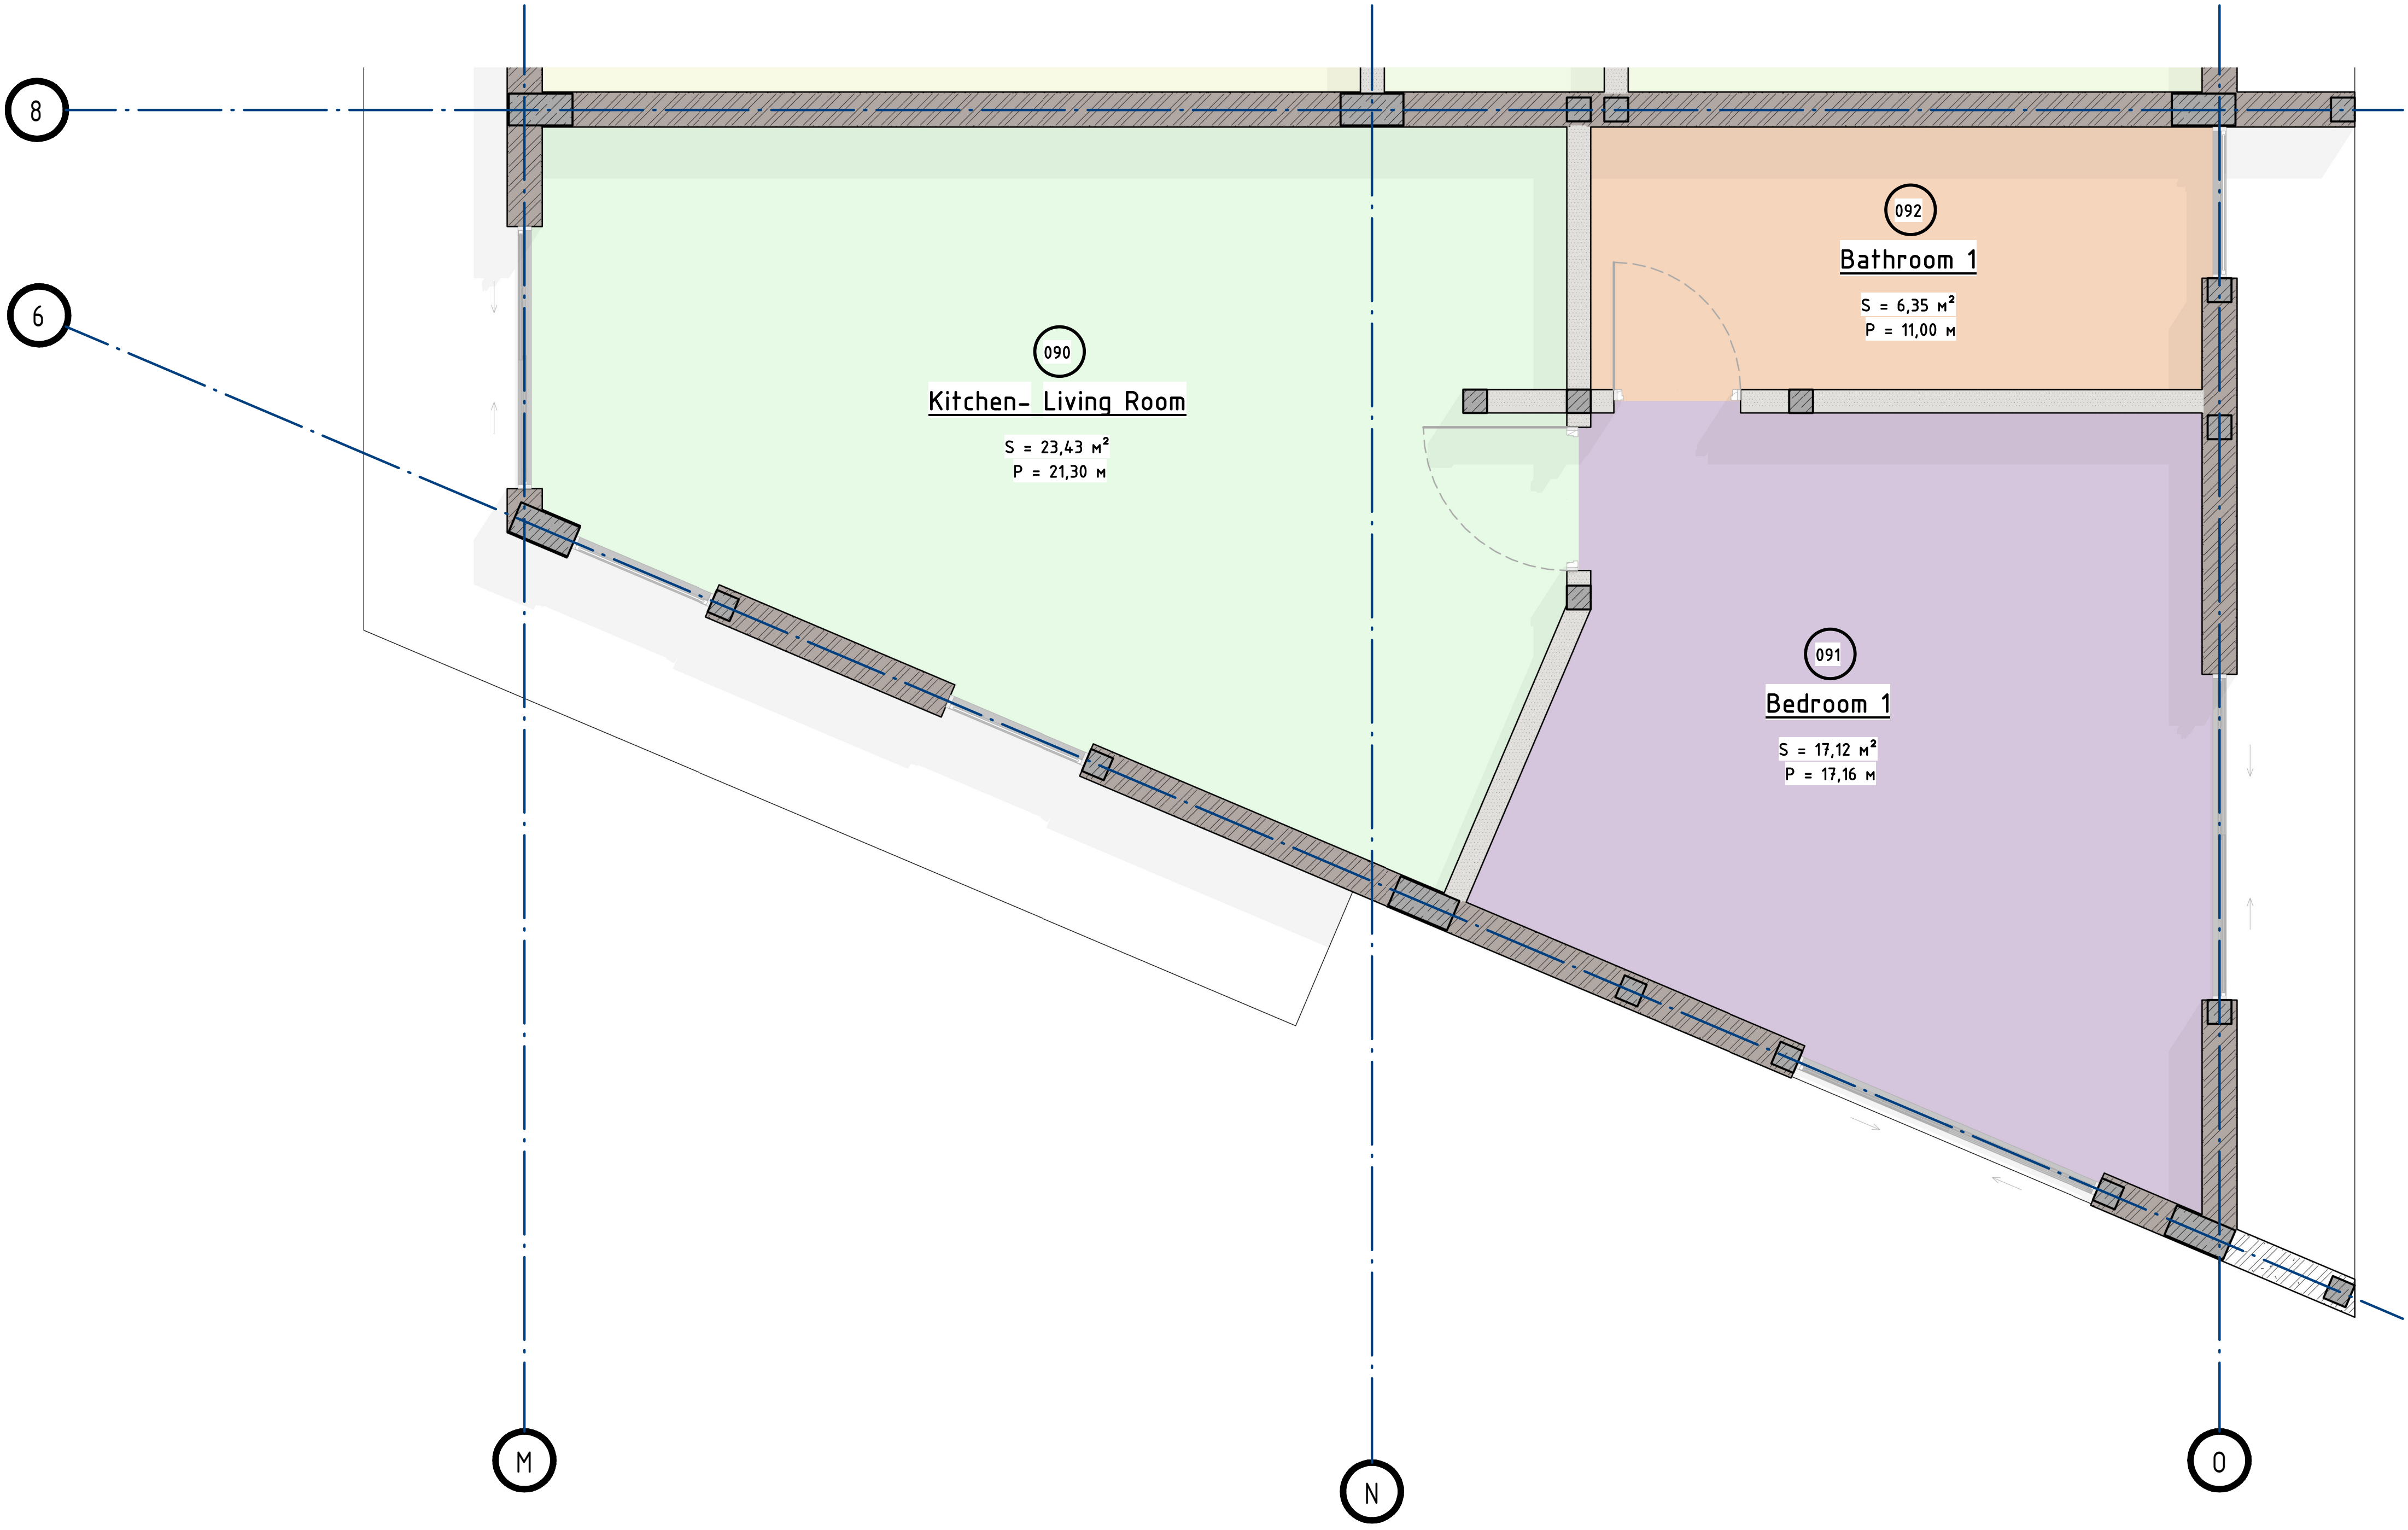 8
6
092
Bathroom 1
S = 6,35 м²
P = 11,00 м
090
Kitchen- Living Room
S = 23,43 м²
P = 21,30 м
091
Bedroom 1
S = 17,12 м²
P = 17,16 м
M
N
O